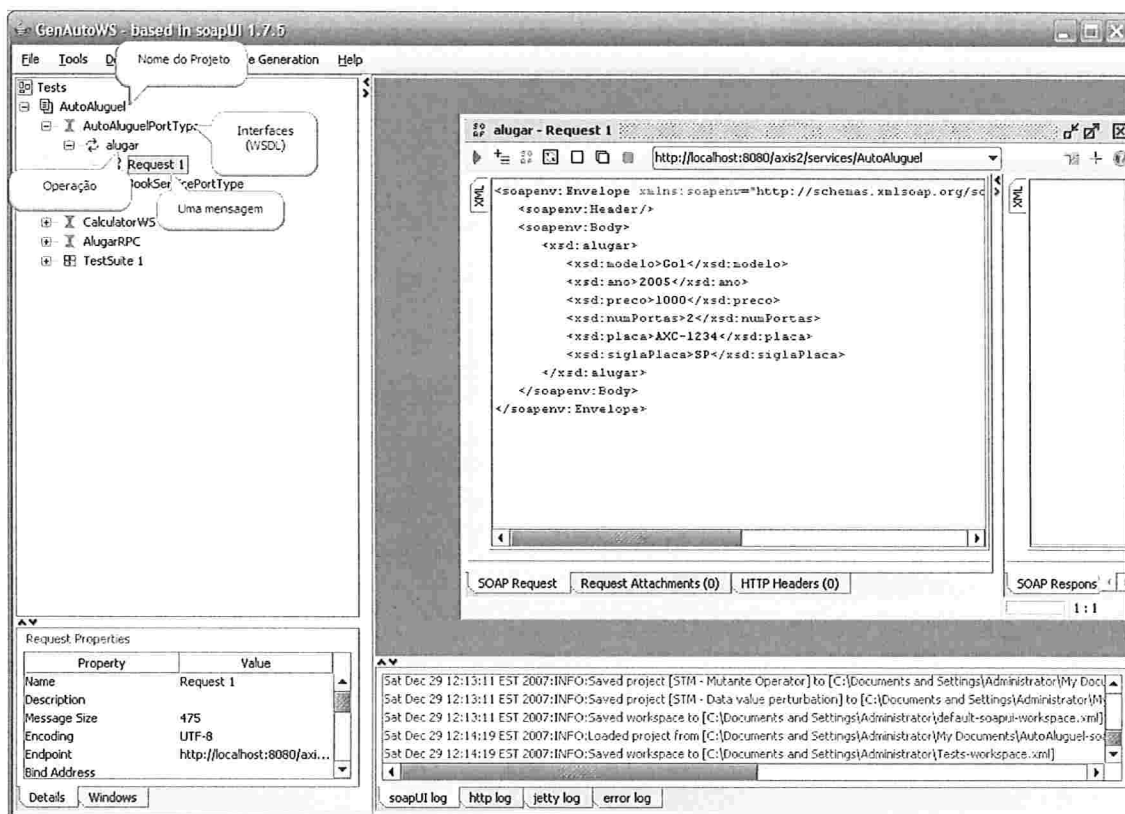 GenAutoWS - based in soapUI 1.7.5
File Tools D e Generation Help
Nome do Projeto
Tests
AutoAluguel
AutoAluguelPortType
Interfaces
(WSDL)
alugar
Request 1
Operação
BookServicePortType
Uma mensagem
CalculatorWS
AlugarRPC
TestSuite 1
alugar - Request 1
http://localhost:8080/axis2/services/AutoAluguel
XML
<soapenv:Envelope xmlns:soapenv="http://schemas.xmlsoap.org/so
<soapenv:Header/>
<soapenv:Body>
<xsd:alugar>
<xsd:modelo>Gol</xsd:modelo>
<xsd:ano>2005</xsd:ano>
<xsd:preco>1000</xsd:preco>
<xsd:numPortas>2</xsd:numPortas>
<xsd:placa>AXC-1234</xsd:placa>
<xsd:siglaPlaca>SP</xsd:siglaPlaca>
</xsd:alugar>
</soapenv:Body>
</soapenv:Envelope>
XML
SOAP Request Request Attachments (0) HTTP Headers (0)
SOAP Respons
1 : 1
Request Properties
Property Value
Name Request 1
Description
Message Size 475
Encoding UTF-8
Endpoint http://localhost:8080/axi...
Bind Address
Details Windows
Sat Dec 29 12:13:11 EST 2007:INFO:Saved project [STM - Mutante Operator] to [C:\Documents and Settings\Administrator\My Docu
Sat Dec 29 12:13:11 EST 2007:INFO:Saved project [STM - Data value perturbation] to [C:\Documents and Settings\Administrator\M
Sat Dec 29 12:13:11 EST 2007:INFO:Saved workspace to [C:\Documents and Settings\Administrator\default-soapui-workspace.xml]
Sat Dec 29 12:14:19 EST 2007:INFO:Loaded project from [C:\Documents and Settings\Administrator\My Documents\AutoAluguel-so
Sat Dec 29 12:14:19 EST 2007:INFO:Saved workspace to [C:\Documents and Settings\Administrator\Tests-workspace.xml]
soapUI log http log jetty log error log